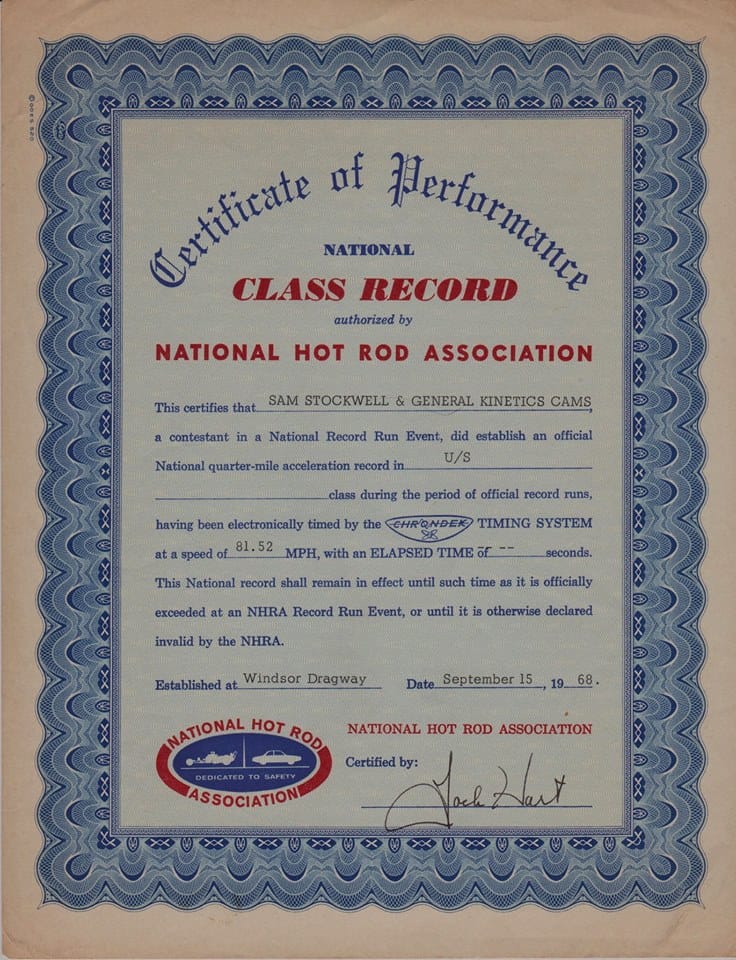 Certificate of Performance
NATIONAL
CLASS RECORD
authorized by
NATIONAL HOT ROD ASSOCIATION
This certifies that SAM STOCKWELL & GENERAL KINETICS CAMS,
a contestant in a National Record Run Event, did establish an official
National quarter-mile acceleration record in U/S
class during the period of official record runs,
having been electronically timed by the CHRONDEK TIMING SYSTEM
at a speed of 81.52 MPH, with an ELAPSED TIME of -- seconds.
This National record shall remain in effect until such time as it is officially
exceeded at an NHRA Record Run Event, or until it is otherwise declared
invalid by the NHRA.
Established at Windsor Dragway Date September 15, 19 68.
NATIONAL HOT ROD
DEDICATED TO SAFETY
ASSOCIATION
NATIONAL HOT ROD ASSOCIATION
Certified by:
Jack Hart